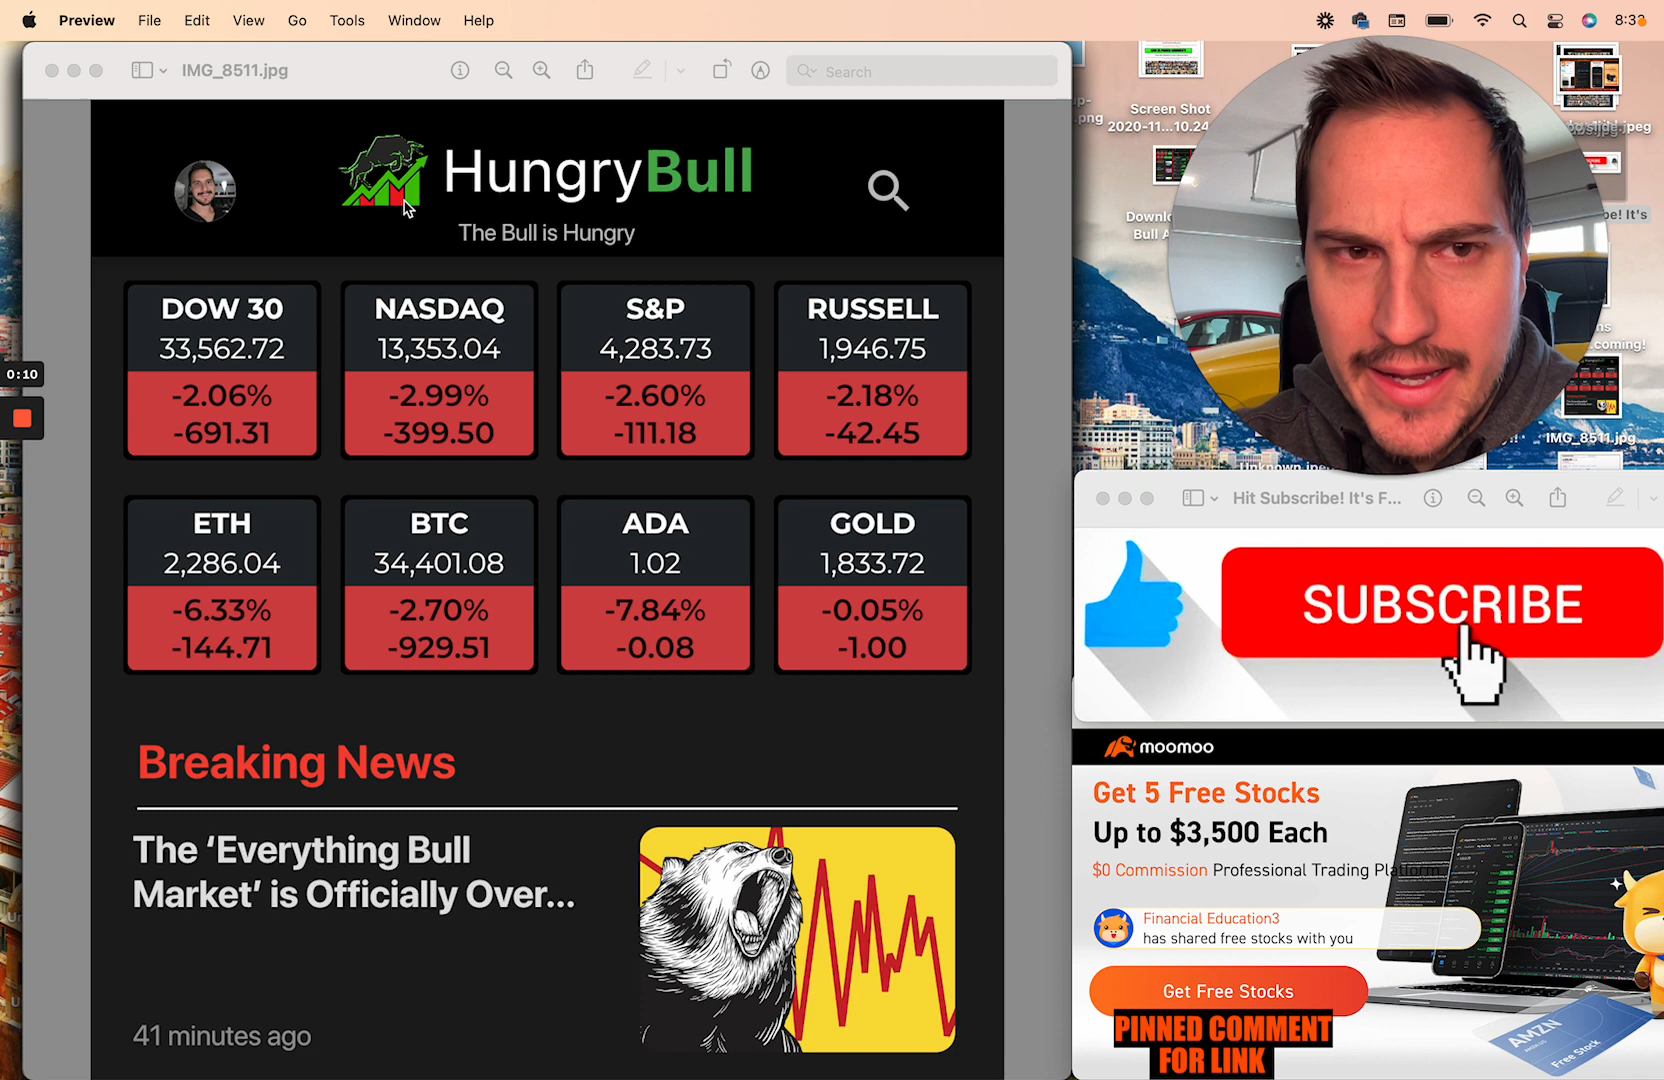 Preview File Edit View Go Tools Window Help
IMG_8511.jpg
Search
HungryBull
The Bull is Hungry
DOW 30
33,562.72
-2.06%
-691.31
NASDAQ
13,353.04
-2.99%
-399.50
S&P
4,283.73
-2.60%
-111.18
RUSSELL
1,946.75
-2.18%
-42.45
ETH
2,286.04
-6.33%
-144.71
BTC
34,401.08
-2.70%
-929.51
ADA
1.02
-7.84%
-0.08
GOLD
1,833.72
-0.05%
-1.00
Breaking News
The ‘Everything Bull
Market’ is Officially Over...
41 minutes ago
0:10
Screen Shot
2020-11...10.24
.png
Bull A
be! It's
coming!
IMG_8511.jpg
Hit Subscribe! It's F...
SUBSCRIBE
moomoo
Get 5 Free Stocks
Up to $3,500 Each
$0 Commission Professional Trading Platform
Financial Education3
has shared free stocks with you
Get Free Stocks
PINNED COMMENT
FOR LINK
AMZN
Free Stock